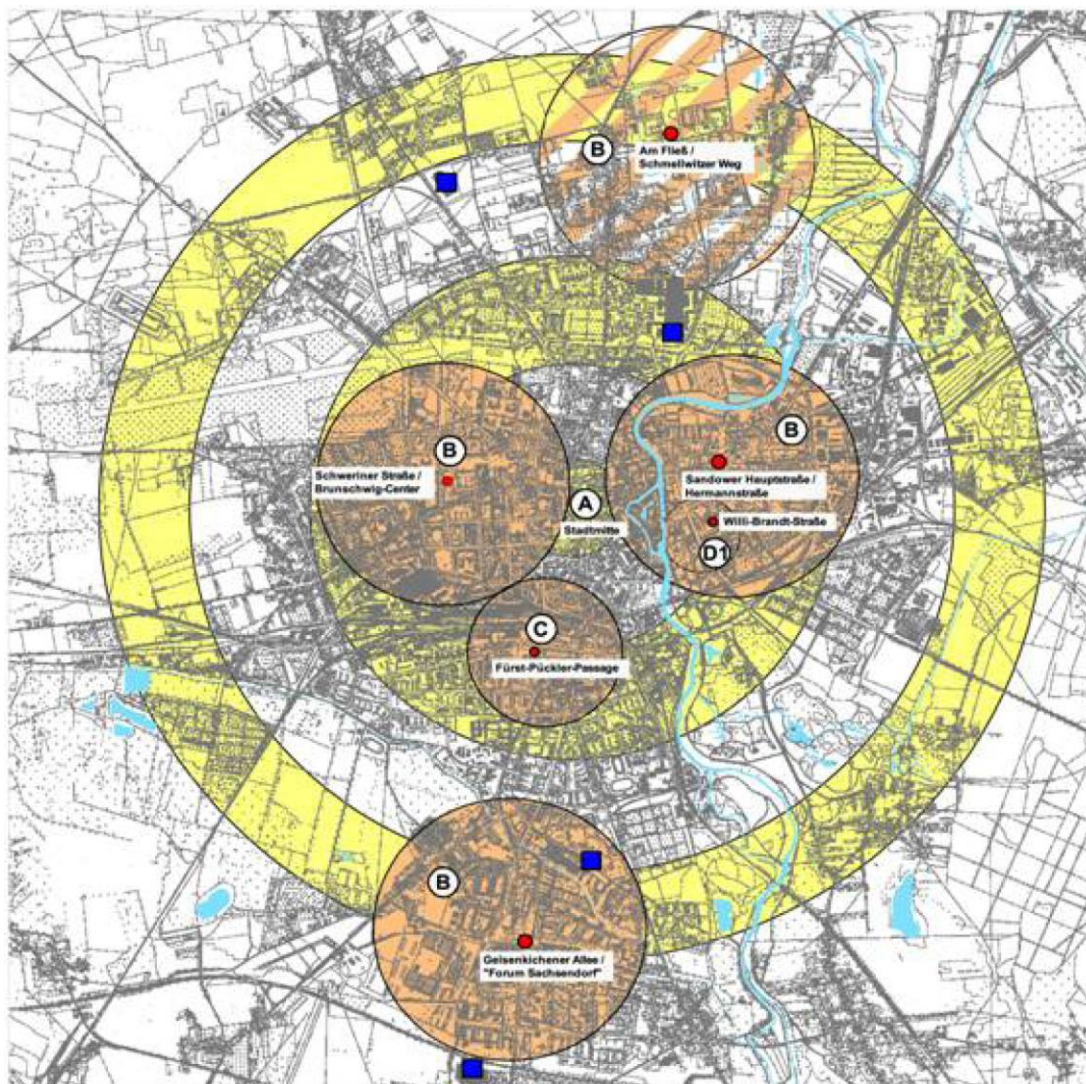 B
Am Fließ /
Schmellwitzer Weg
B
B
Schweriner Straße /
Brunschwig-Center
A
Stadtmitte
Sandower Hauptstraße /
Hermannstraße
Willi-Brandt-Straße
D1
C
Fürst-Pückler-Passage
B
Gelsenkichener Allee /
"Forum Sachsendorf"